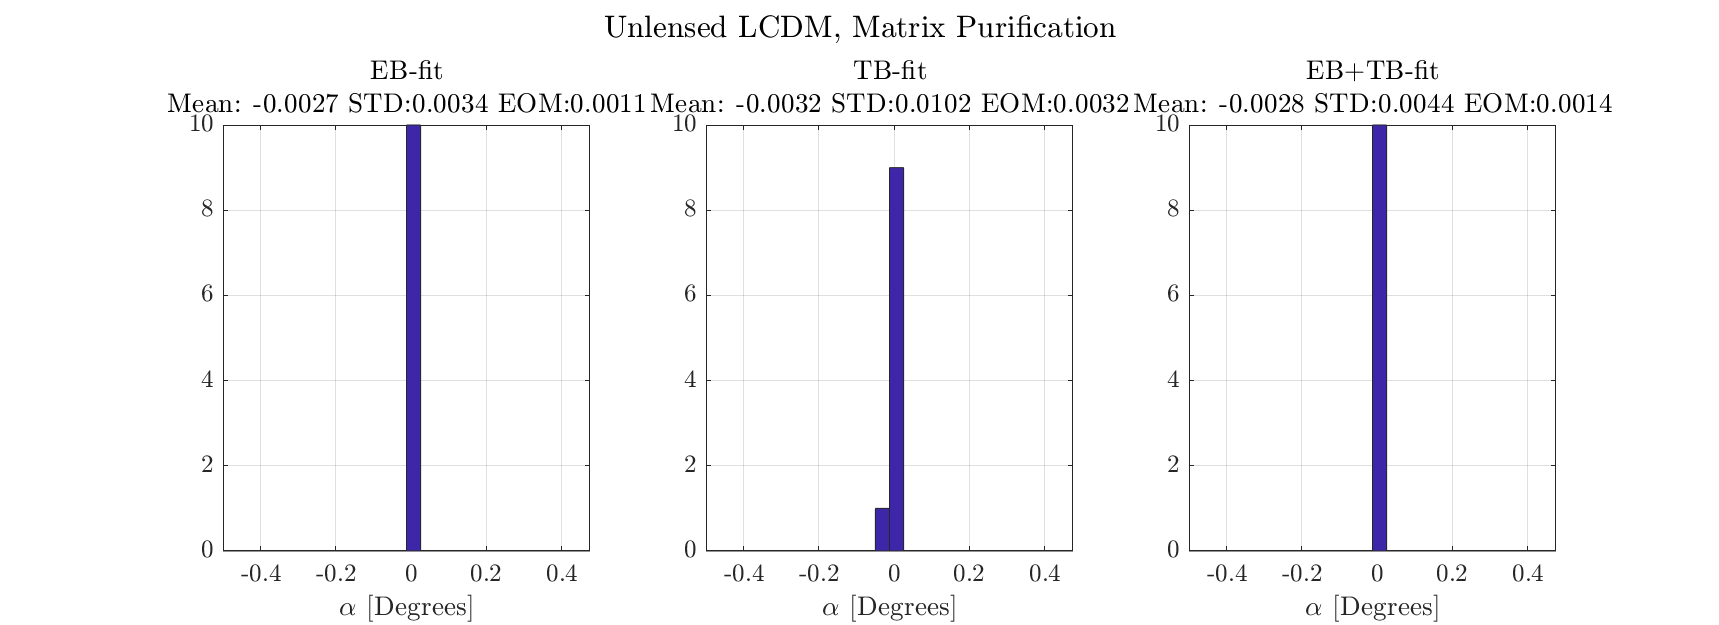 Unlensed LCDM, Matrix Purification
EB-fit
Mean: -0.0027 STD:0.0034 EOM:0.0011
10
8
6
4
2
0
-0.4 -0.2 0 0.2 0.4
α [Degrees]
TB-fit
Mean: -0.0032 STD:0.0102 EOM:0.0032
10
8
6
4
2
0
-0.4 -0.2 0 0.2 0.4
α [Degrees]
EB+TB-fit
Mean: -0.0028 STD:0.0044 EOM:0.0014
10
8
6
4
2
0
-0.4 -0.2 0 0.2 0.4
α [Degrees]